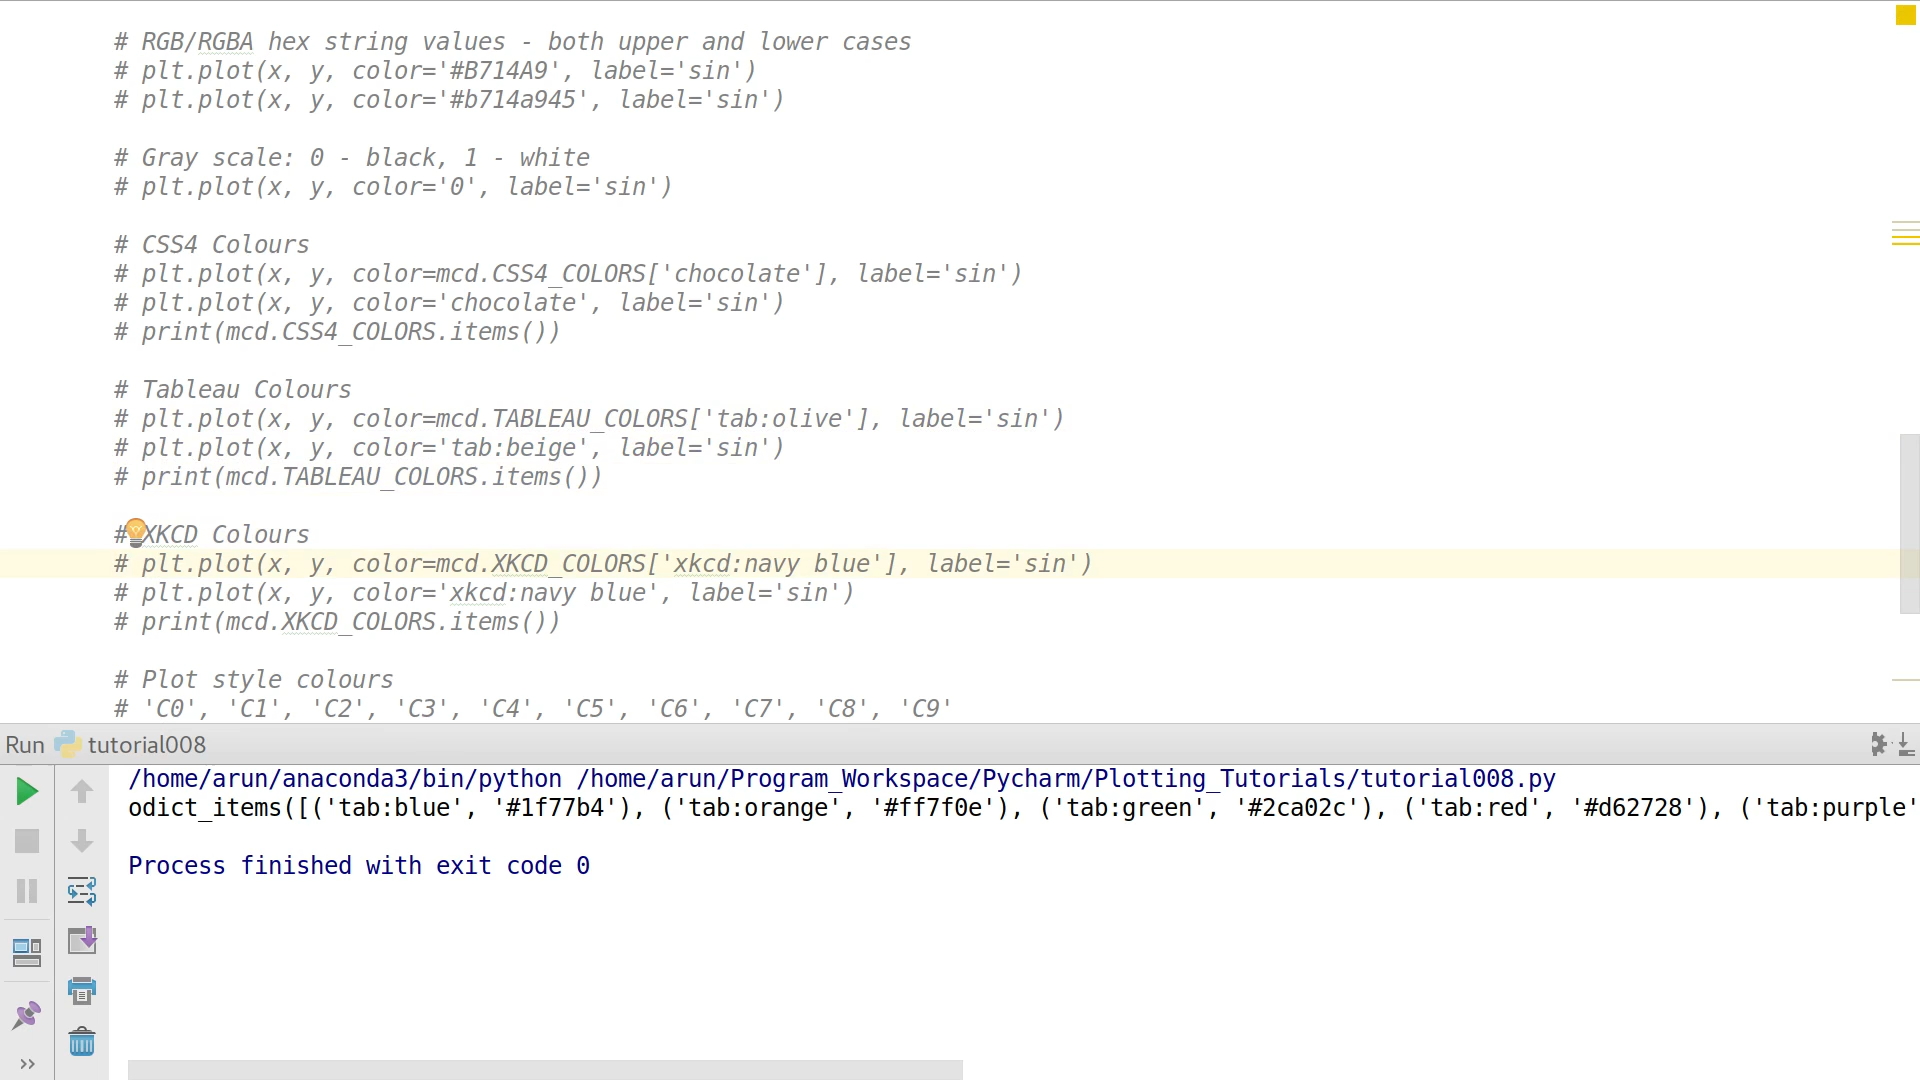 # RGB/RGBA hex string values - both upper and lower cases
# plt.plot(x, y, color='#B714A9', label='sin')
# plt.plot(x, y, color='#b714a945', label='sin')
# Gray scale: 0 - black, 1 - white
# plt.plot(x, y, color='0', label='sin')
# CSS4 Colours
# plt.plot(x, y, color=mcd.CSS4_COLORS['chocolate'], label='sin')
# plt.plot(x, y, color='chocolate', label='sin')
# print(mcd.CSS4_COLORS.items())
# Tableau Colours
# plt.plot(x, y, color=mcd.TABLEAU_COLORS['tab:olive'], label='sin')
# plt.plot(x, y, color='tab:beige', label='sin')
# print(mcd.TABLEAU_COLORS.items())
# XKCD Colours
# plt.plot(x, y, color=mcd.XKCD_COLORS['xkcd:navy blue'], label='sin')
# plt.plot(x, y, color='xkcd:navy blue', label='sin')
# print(mcd.XKCD_COLORS.items())
# Plot style colours
# 'C0', 'C1', 'C2', 'C3', 'C4', 'C5', 'C6', 'C7', 'C8', 'C9'
Run tutorial008
/home/arun/anaconda3/bin/python /home/arun/Program_Workspace/Pycharm/Plotting_Tutorials/tutorial008.py
odict_items([('tab:blue', '#1f77b4'), ('tab:orange', '#ff7f0e'), ('tab:green', '#2ca02c'), ('tab:red', '#d62728'), ('tab:purple'
Process finished with exit code 0